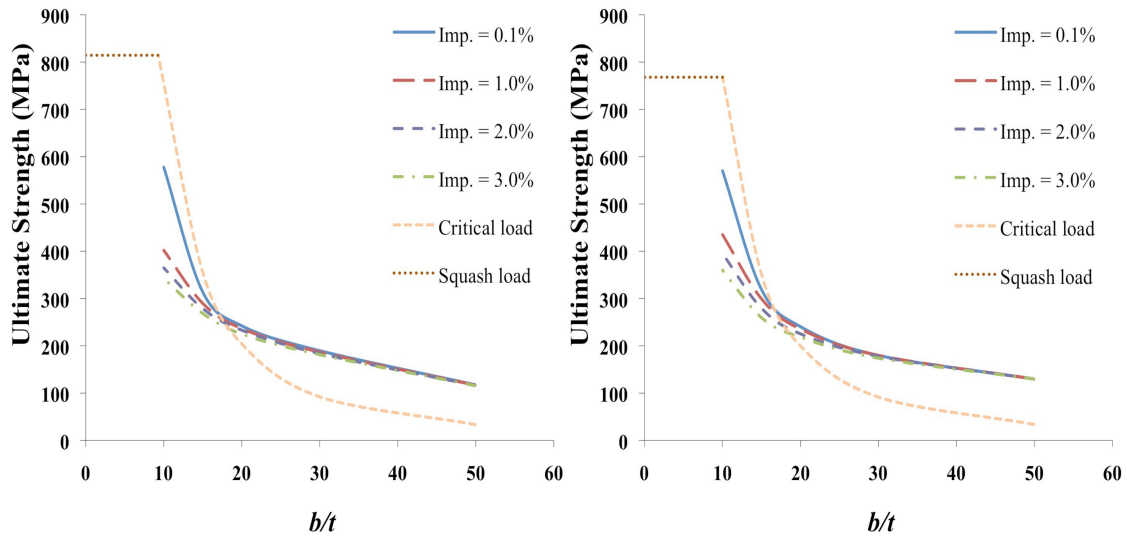 Ultimate Strength (MPa)
900
800
700
600
500
400
300
200
100
0
0 10 20 30 40 50 60
b/t
Imp. = 0.1%
Imp. = 1.0%
Imp. = 2.0%
Imp. = 3.0%
Critical load
Squash load
Ultimate Strength (MPa)
900
800
700
600
500
400
300
200
100
0
0 10 20 30 40 50 60
b/t
Imp. = 0.1%
Imp. = 1.0%
Imp. = 2.0%
Imp. = 3.0%
Critical load
Squash load